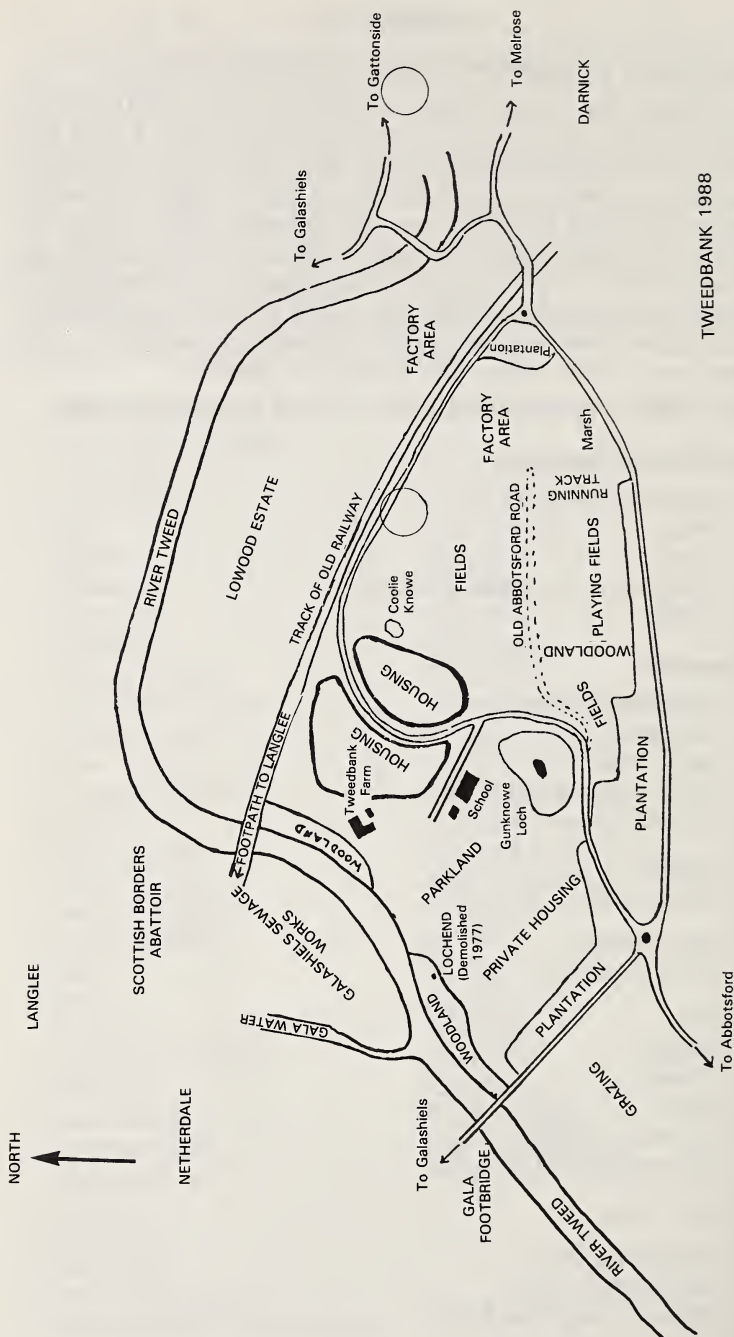 NORTH
LANGLEE
NETHERDALE
SCOTTISH BORDERS
ABATTOIR
GALA WATER
GALASHIELS SEWAGE
WORKS
FOOTPATH TO LANGLEE
RIVER TWEED
To Galashiels
To Gattonside
To Melrose
DARNICK
LOWOOD ESTATE
TRACK OF OLD RAILWAY
FACTORY
AREA
Plantation
FACTORY
AREA
Marsh
WOODLAND
Tweedbank
Farm
HOUSING
HOUSING
Coolie
Knowe
FIELDS
OLD ABBOTSFORD ROAD
RUNNING
TRACK
PLAYING FIELDS
WOODLAND
FIELDS
School
Gunknowe
Loch
PARKLAND
LOCHEND
(Demolished
1977)
PRIVATE HOUSING
WOODLAND
PLANTATION
PLANTATION
GRAZING
To Galashiels
GALA
FOOTBRIDGE
RIVER TWEED
To Abbotsford
TWEEDBANK 1988